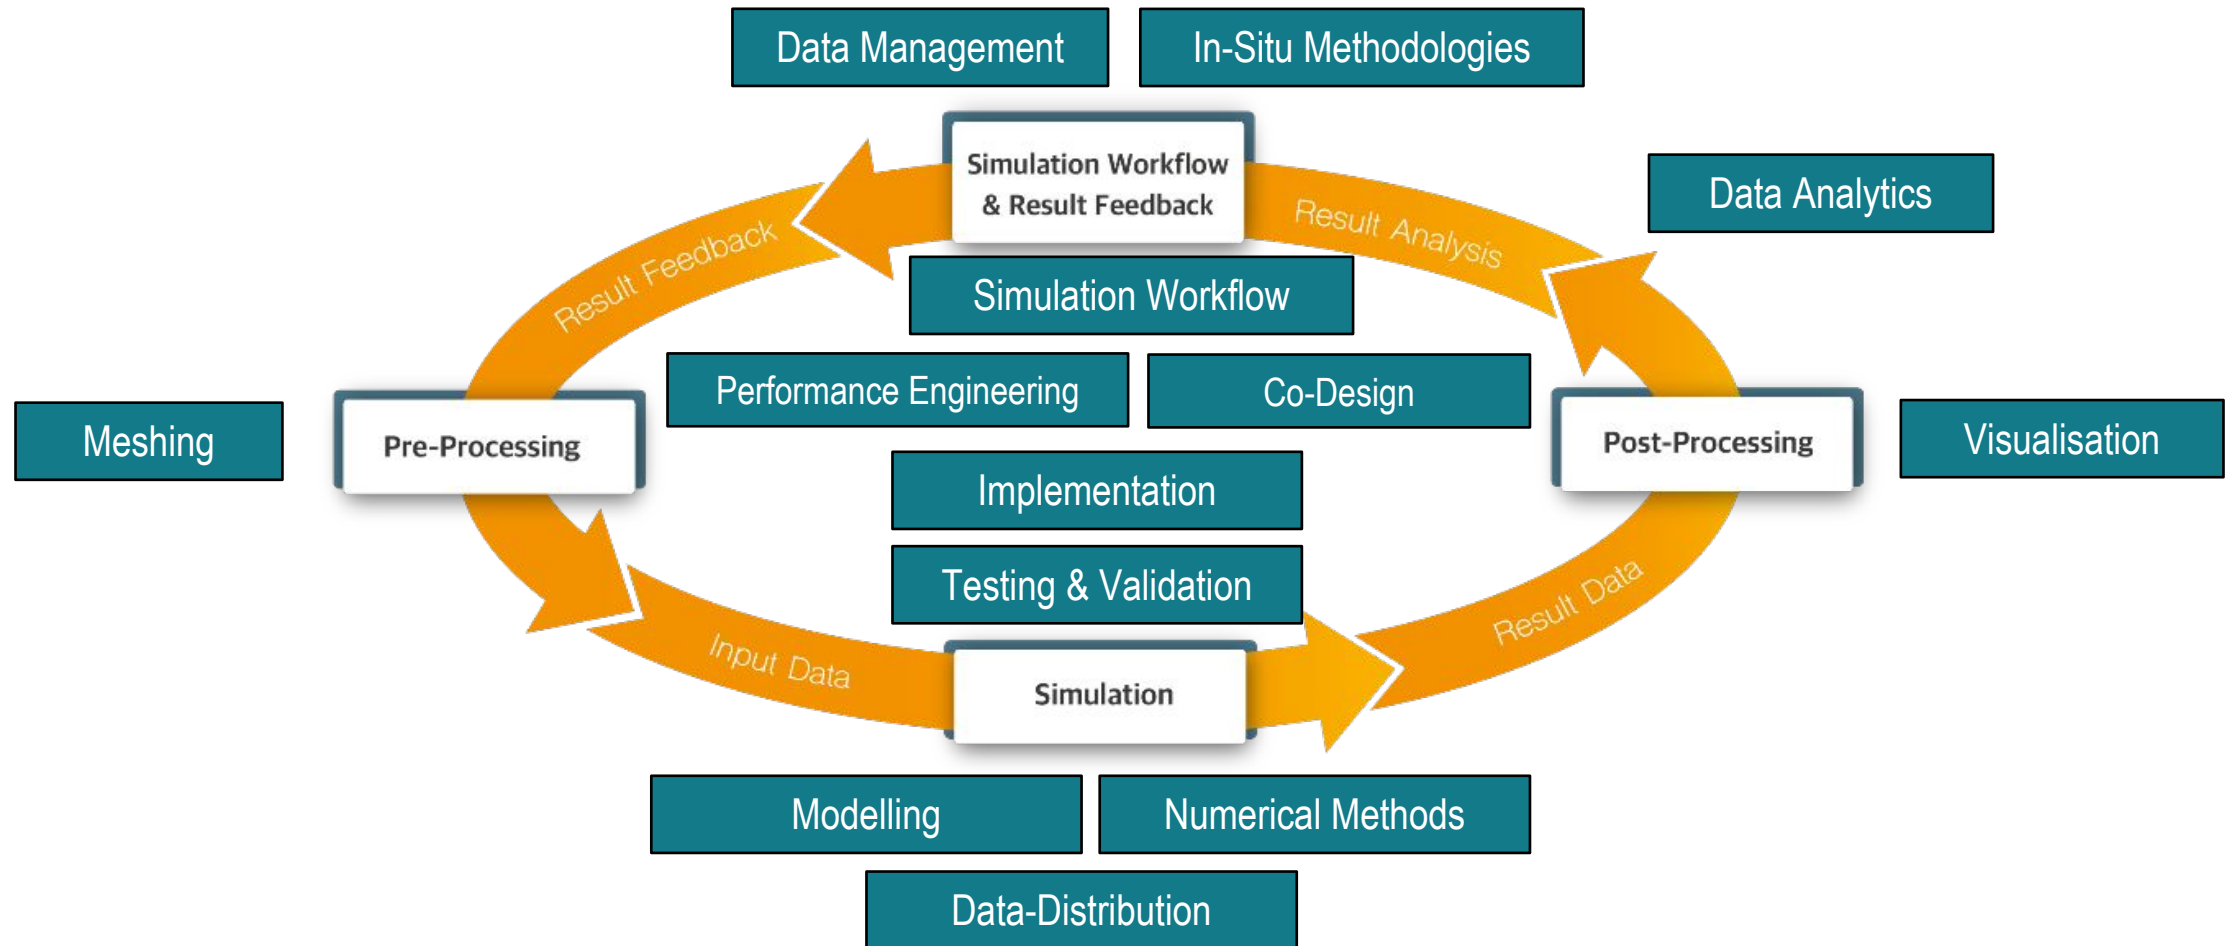 Data Management
In-Situ Methodologies
Simulation Workflow
& Result Feedback
Data Analytics
Result Feedback
Result Analysis
Simulation Workflow
Performance Engineering
Co-Design
Meshing
Pre-Processing
Post-Processing
Visualisation
Implementation
Testing & Validation
Input Data
Result Data
Simulation
Modelling
Numerical Methods
Data-Distribution